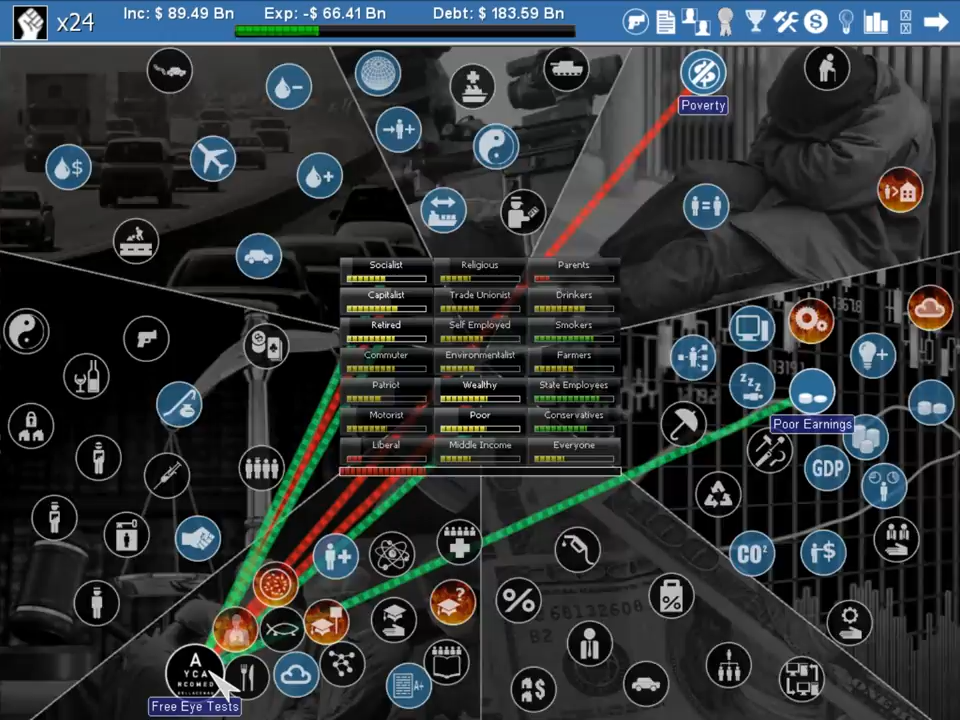 x24
Inc: $ 89.49 Bn
Exp: -$ 66.41 Bn
Debt: $ 183.59 Bn
Poverty
Socialist
Religious
Parents
Capitalist
Trade Unionist
Drinkers
Retired
Self Employed
Smokers
Commuter
Environmentalist
Farmers
Patriot
Wealthy
State Employees
Motorist
Poor
Conservatives
Liberal
Middle Income
Everyone
Poor Earnings
GDP
CO²
A
YCA
Free Eye Tests